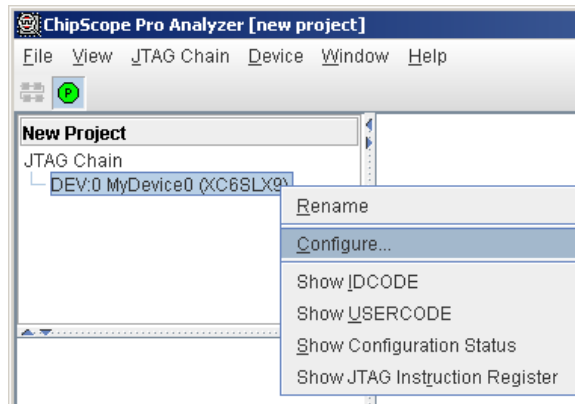 ChipScope Pro Analyzer [new project]
File View JTAG Chain Device Window Help
P
New Project
JTAG Chain
DEV:0 MyDevice0 (XC6SLX9)
Rename
Configure...
Show IDCODE
Show USERCODE
Show Configuration Status
Show JTAG Instruction Register